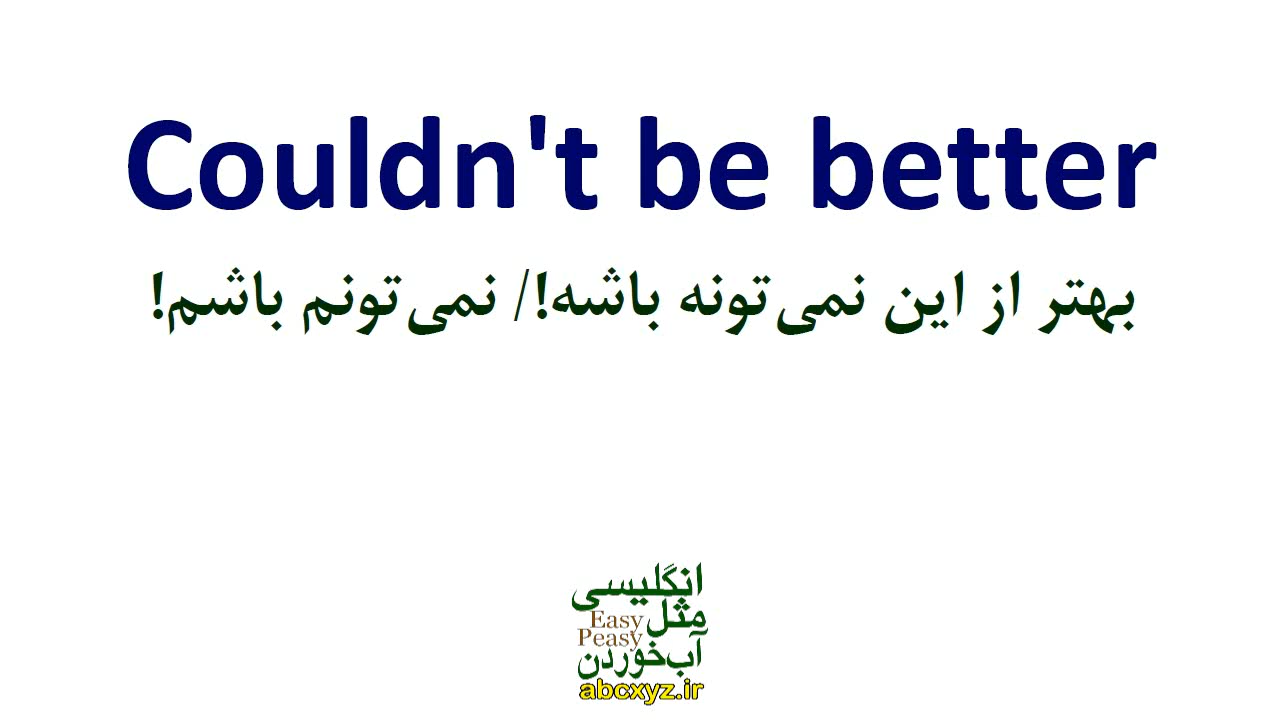 Couldn't be better
بهتر از این نمی‌تونه باشه!/ نمی‌تونم باشم!
انگلیسی
مثل
Easy
Peasy
آب‌خوردن
abcxyz.ir